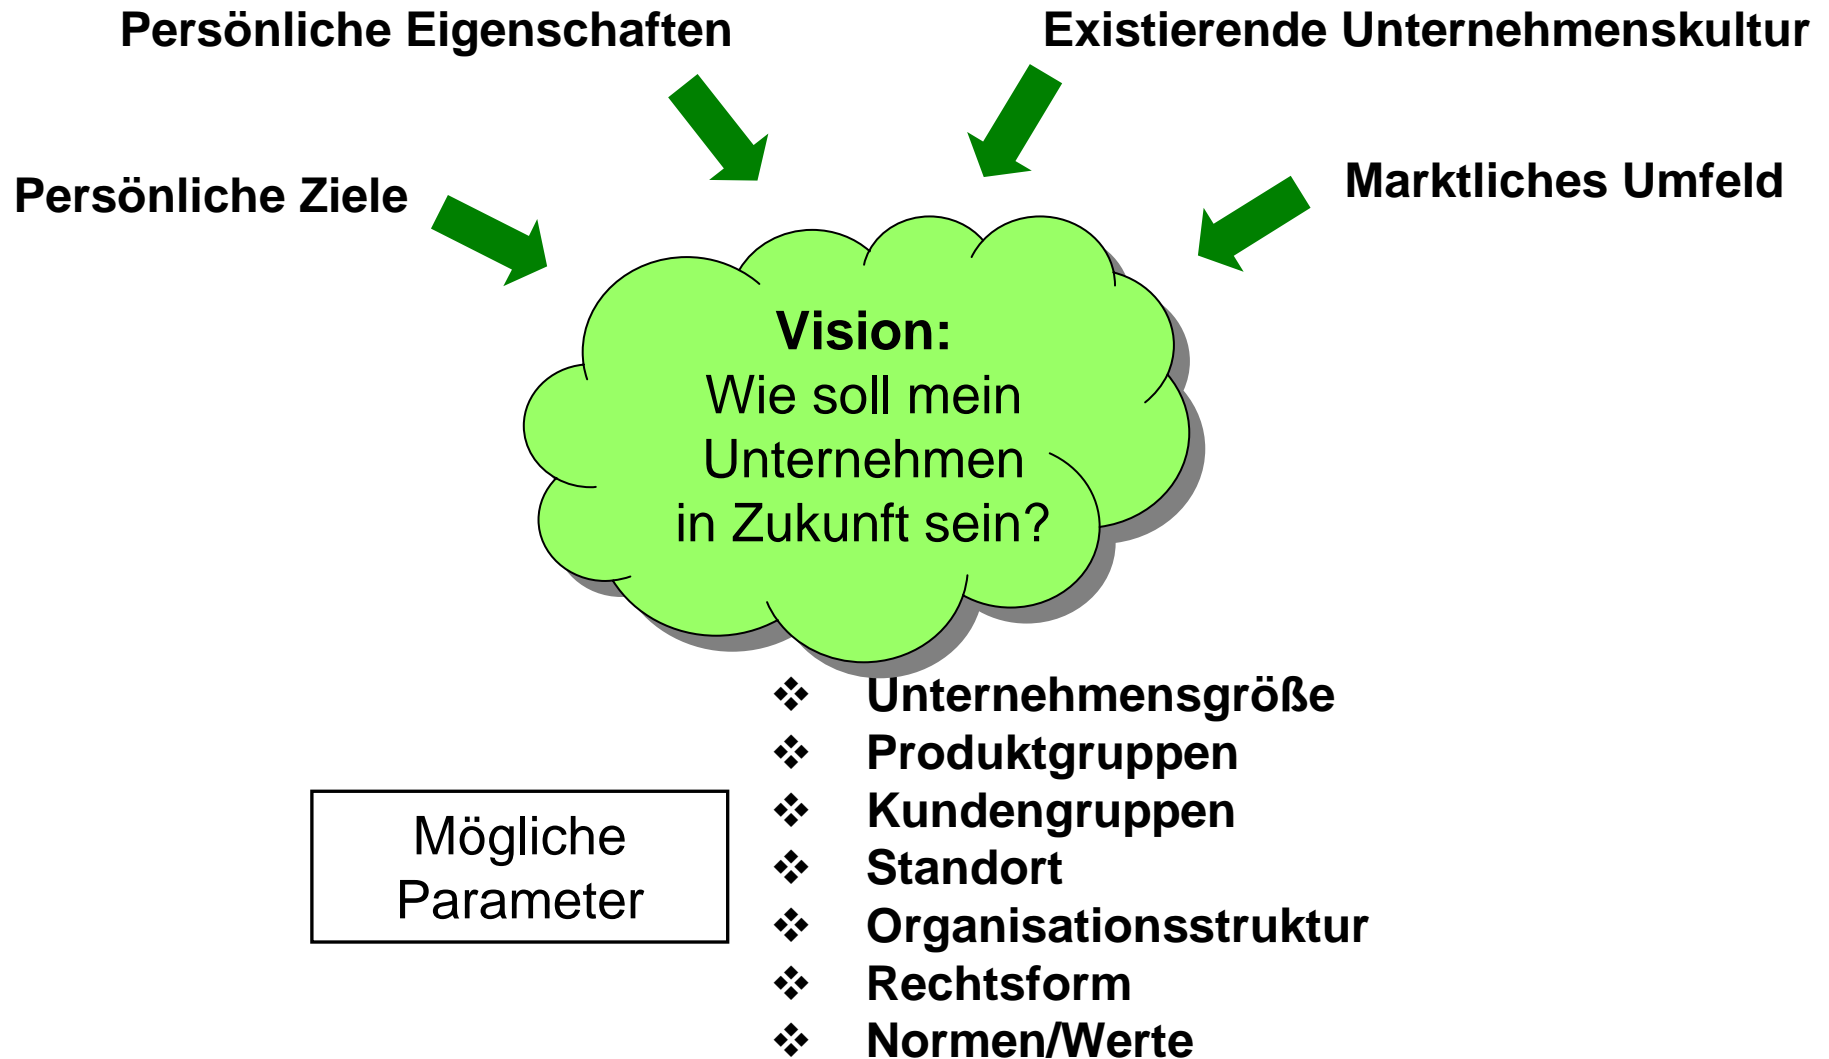 Persönliche Eigenschaften
Existierende Unternehmenskultur
Persönliche Ziele
Marktliches Umfeld
Vision:
Wie soll mein
Unternehmen
in Zukunft sein?
Mögliche
Parameter
❖ Unternehmensgröße
❖ Produktgruppen
❖ Kundengruppen
❖ Standort
❖ Organisationsstruktur
❖ Rechtsform
❖ Normen/Werte